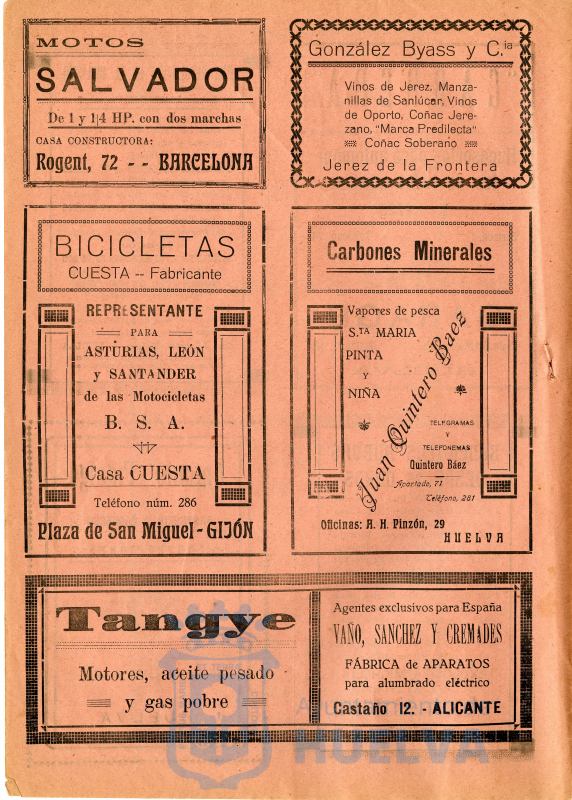 MOTOS
SALVADOR
De 1 y 1¼ HP. con dos marchas
CASA CONSTRUCTORA:
Rogent, 72 - - BARCELONA
González Byass y C.ia
Vinos de Jerez, Manza-
nillas de Sanlúcar, Vinos
de Oporto, Coñac Jere-
zano, "Marca Predilecta"
Coñac Soberano
Jerez de la Frontera
BICICLETAS
CUESTA -- Fabricante
REPRESENTANTE
PARA
ASTURIAS, LEÓN
y SANTANDER
de las Motocicletas
B. S. A.
Casa CUESTA
Teléfono núm. 286
Plaza de San Miguel - GIJÓN
Carbones Minerales
Vapores de pesca
S.TA MARIA
PINTA
Y
NIÑA
Juan Quintero Baez
TELEGRAMAS
Y
TELEFONEMAS
Quintero Báez
Apartado, 71
Teléfono, 261
Oficinas: A. H. Pinzón, 29
HUELVA
Tangye
Motores, aceite pesado
y gas pobre
Agentes exclusivos para España
VAÑO, SANCHEZ Y CREMADES
FÁBRICA de APARATOS
para alumbrado eléctrico
Castaño 12. - ALICANTE
HUELVA